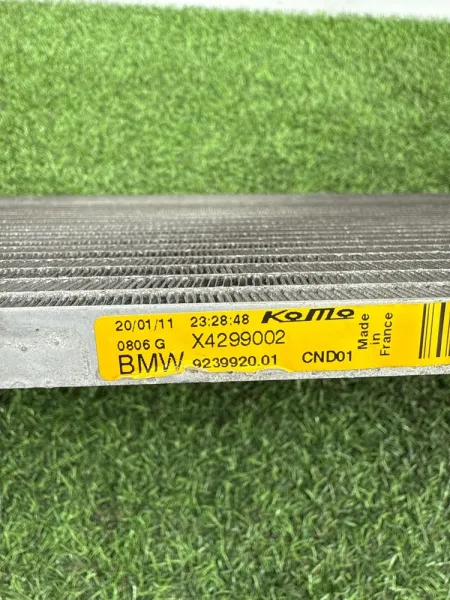 20/01/11 23:28:48 KoMo
0806 G X4299002
BMW 9239920.01 CND01
Made
in
France